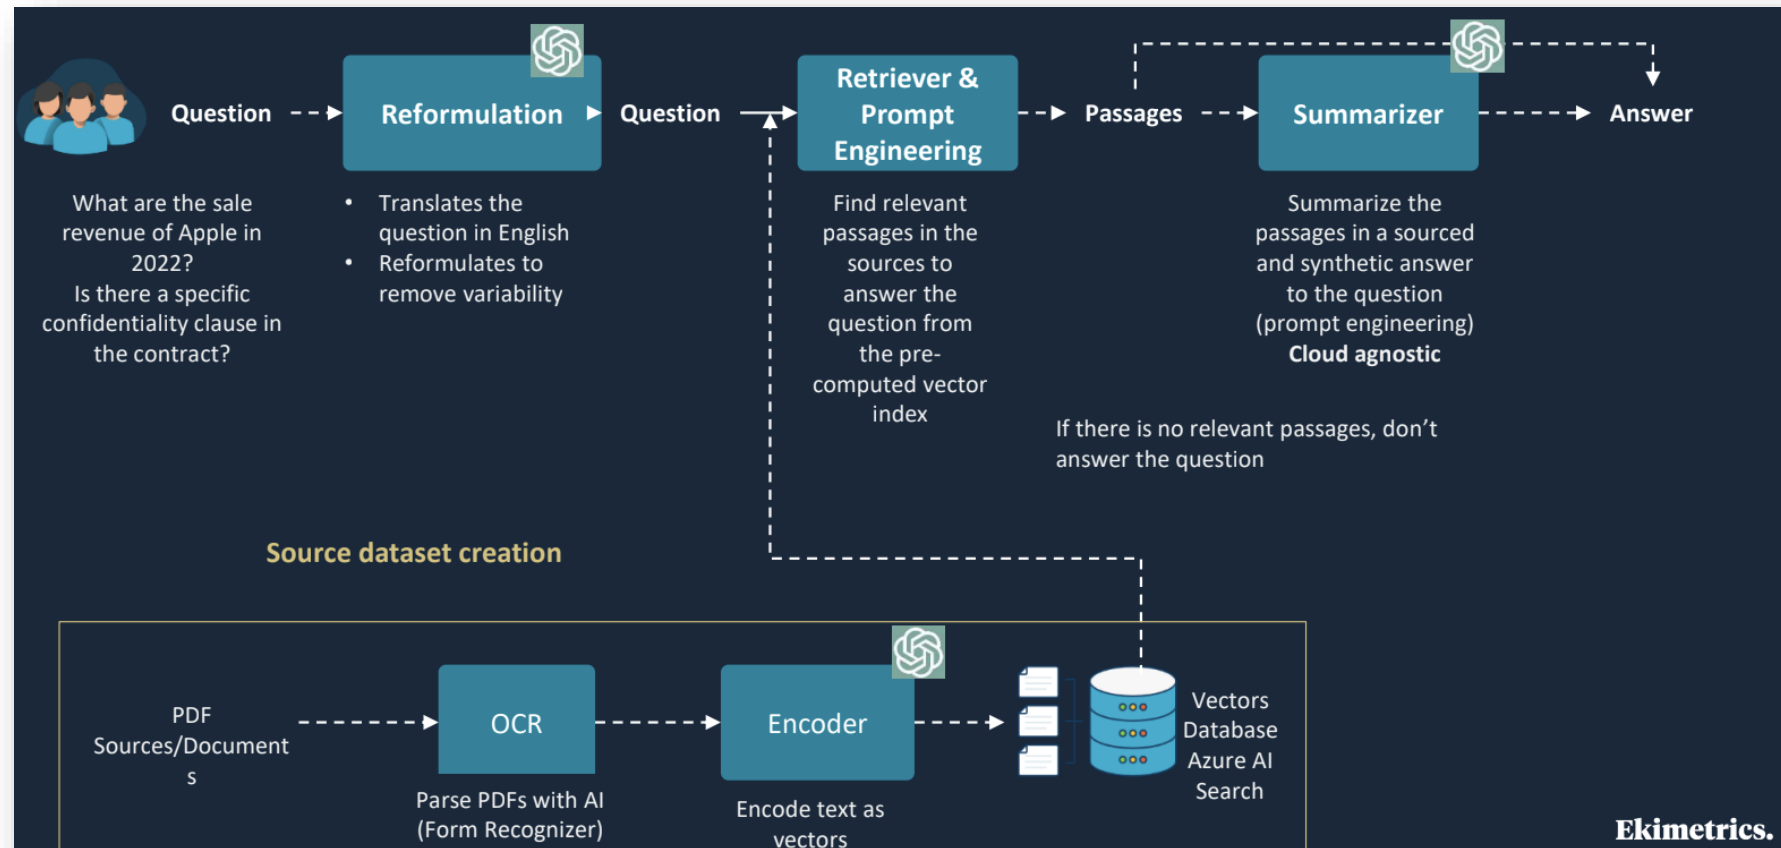 Question
Reformulation
Question
Retriever &
Prompt
Engineering
Passages
Summarizer
Answer
What are the sale
revenue of Apple in
2022?
Is there a specific
confidentiality clause in
the contract?
• Translates the
question in English
• Reformulates to
remove variability
Find relevant
passages in the
sources to
answer the
question from
the pre-
computed vector
index
Summarize the
passages in a sourced
and synthetic answer
to the question
(prompt engineering)
Cloud agnostic
If there is no relevant passages, don't
answer the question
Source dataset creation
PDF
Sources/Document
s
OCR
Parse PDFs with AI
(Form Recognizer)
Encoder
Encode text as
vectors
Vectors
Database
Azure AI
Search
Ekimetrics.